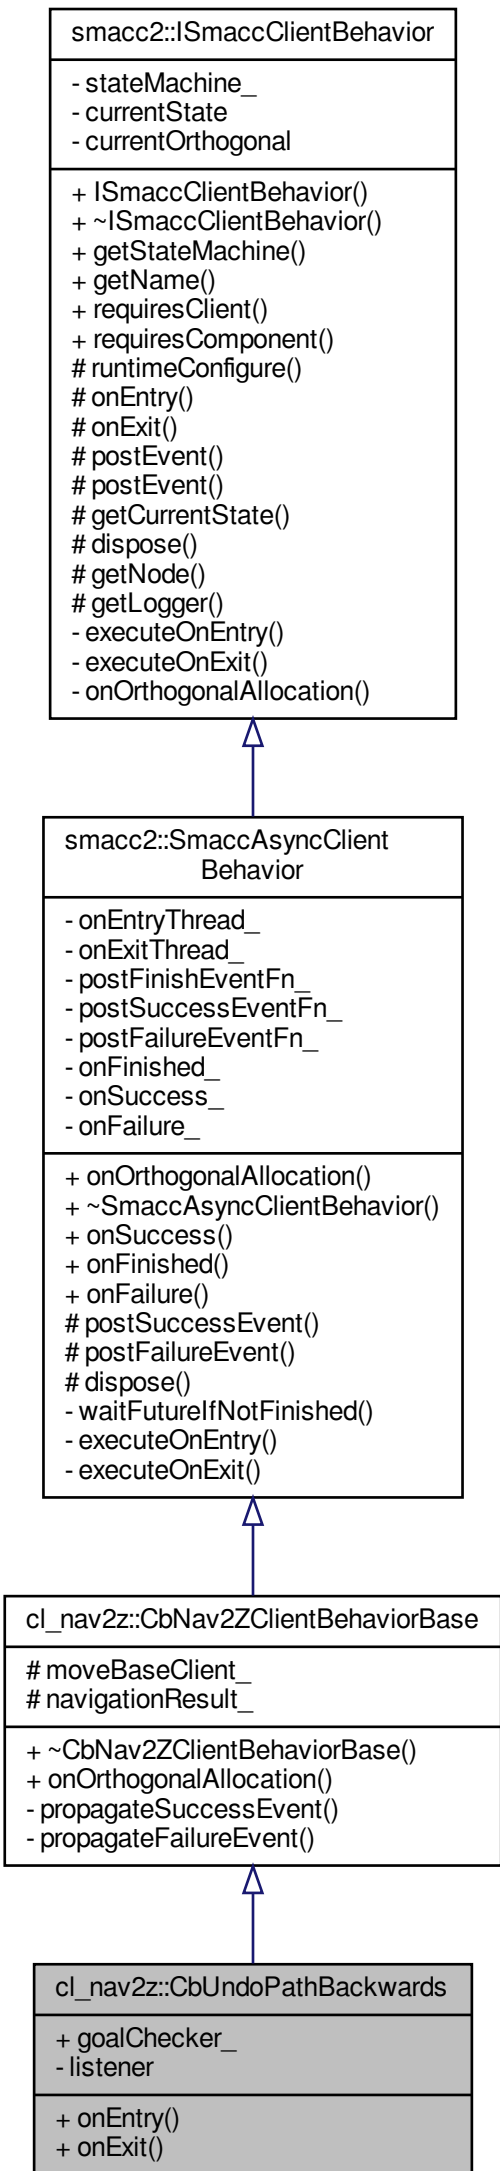 smacc2::ISmaccClientBehavior
- stateMachine_
- currentState
- currentOrthogonal
+ ISmaccClientBehavior()
+ ~ISmaccClientBehavior()
+ getStateMachine()
+ getName()
+ requiresClient()
+ requiresComponent()
# runtimeConfigure()
# onEntry()
# onExit()
# postEvent()
# postEvent()
# getCurrentState()
# dispose()
# getNode()
# getLogger()
- executeOnEntry()
- executeOnExit()
- onOrthogonalAllocation()
smacc2::SmaccAsyncClient
Behavior
- onEntryThread_
- onExitThread_
- postFinishEventFn_
- postSuccessEventFn_
- postFailureEventFn_
- onFinished_
- onSuccess_
- onFailure_
+ onOrthogonalAllocation()
+ ~SmaccAsyncClientBehavior()
+ onSuccess()
+ onFinished()
+ onFailure()
# postSuccessEvent()
# postFailureEvent()
# dispose()
- waitFutureIfNotFinished()
- executeOnEntry()
- executeOnExit()
cl_nav2z::CbNav2ZClientBehaviorBase
# moveBaseClient_
# navigationResult_
+ ~CbNav2ZClientBehaviorBase()
+ onOrthogonalAllocation()
- propagateSuccessEvent()
- propagateFailureEvent()
cl_nav2z::CbUndoPathBackwards
+ goalChecker_
- listener
+ onEntry()
+ onExit()